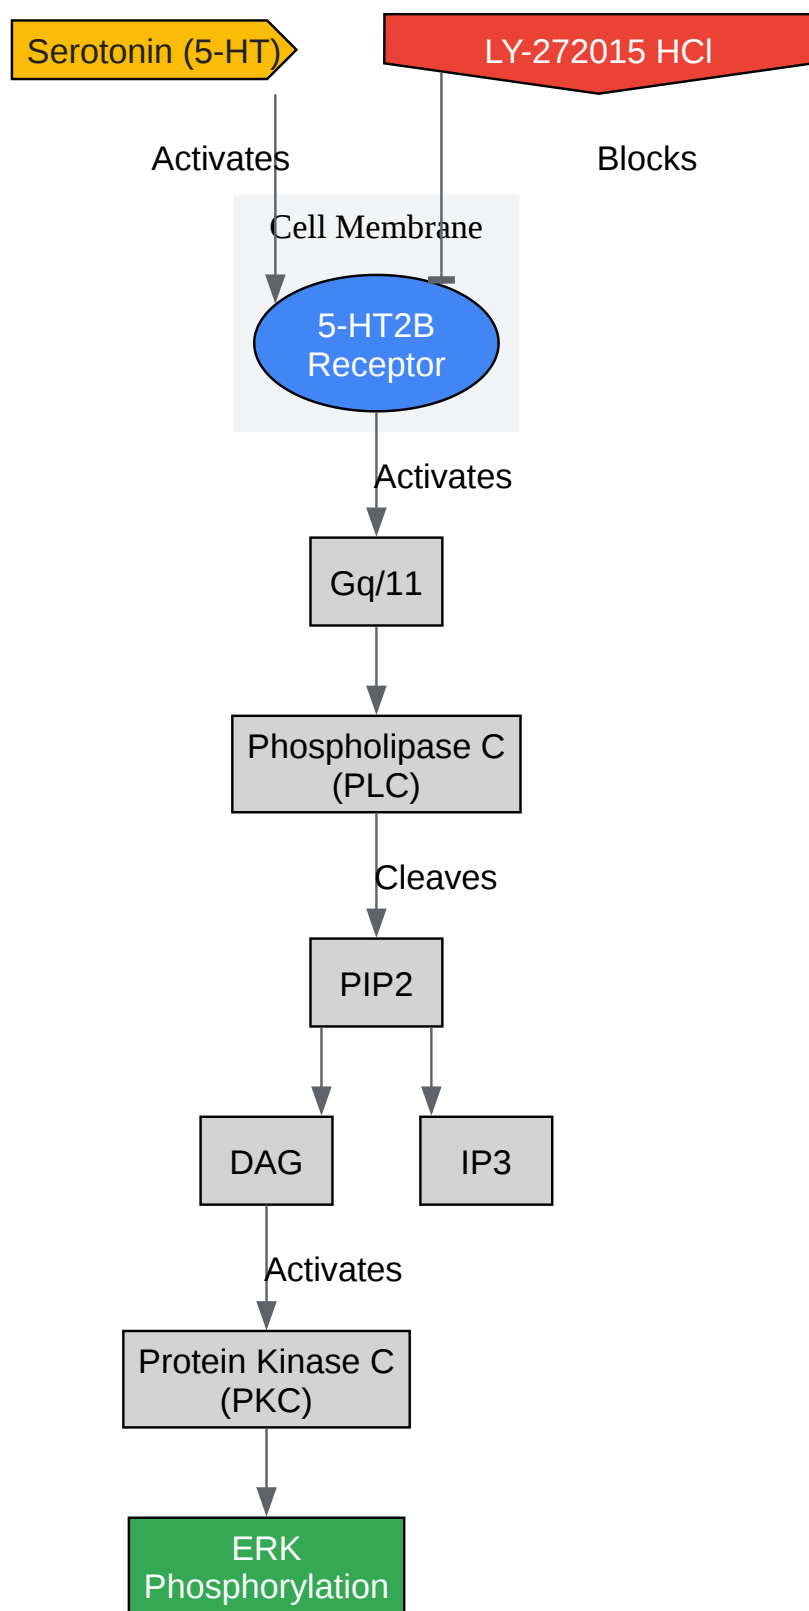 Serotonin (5-HT)
LY-272015 HCl
Activates
Blocks
Cell Membrane
5-HT2B
Receptor
Activates
Gq/11
Phospholipase C
(PLC)
Cleaves
PIP2
DAG
IP3
Activates
Protein Kinase C
(PKC)
ERK
Phosphorylation